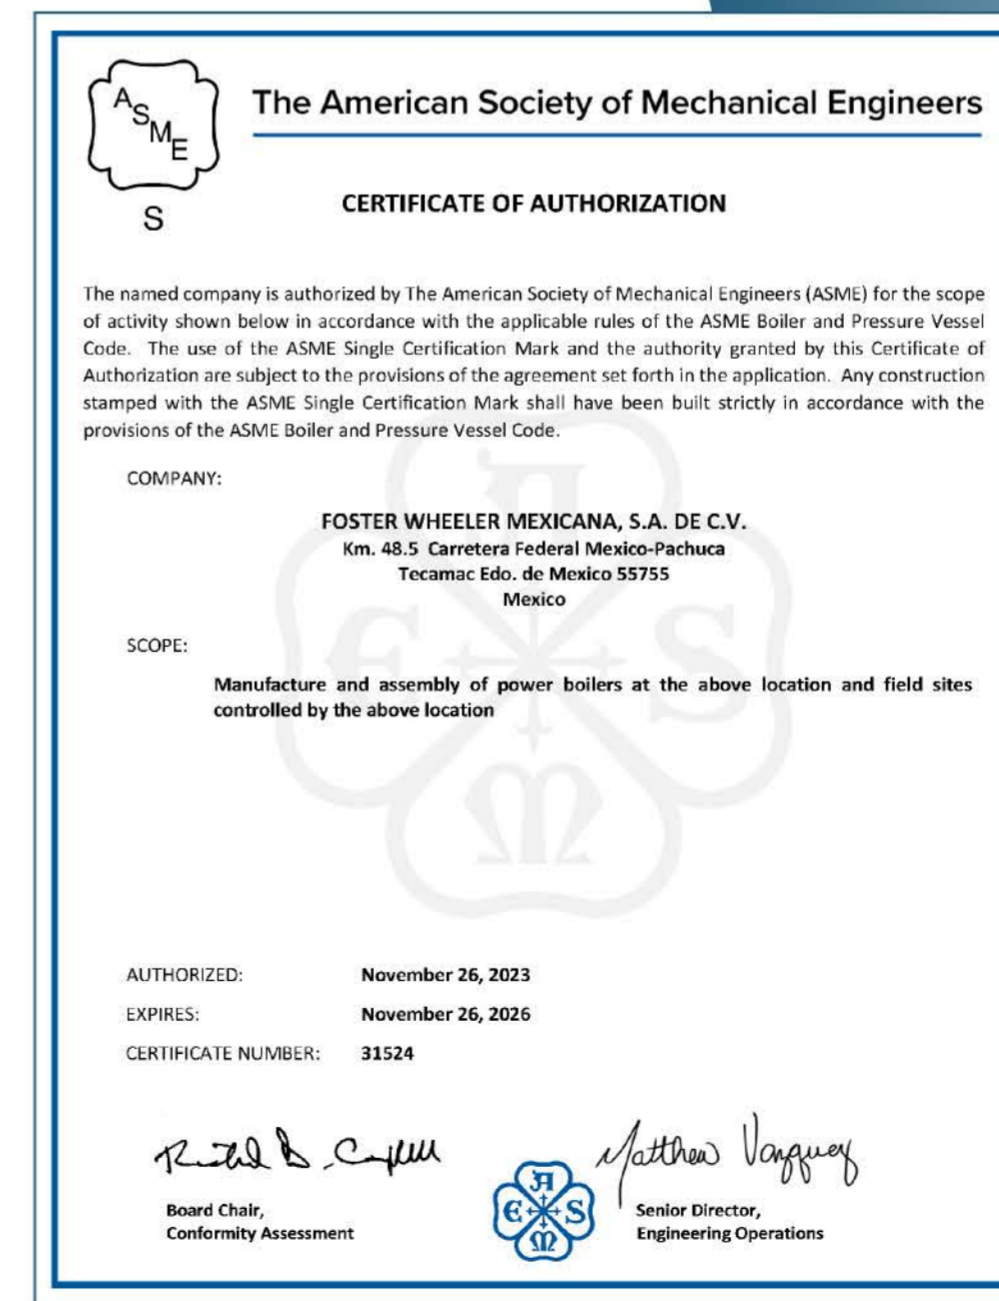 ASME
The American Society of Mechanical Engineers
S
CERTIFICATE OF AUTHORIZATION
The named company is authorized by The American Society of Mechanical Engineers (ASME) for the scope
of activity shown below in accordance with the applicable rules of the ASME Boiler and Pressure Vessel
Code. The use of the ASME Single Certification Mark and the authority granted by this Certificate of
Authorization are subject to the provisions of the agreement set forth in the application. Any construction
stamped with the ASME Single Certification Mark shall have been built strictly in accordance with the
provisions of the ASME Boiler and Pressure Vessel Code.
COMPANY:
FOSTER WHEELER MEXICANA, S.A. DE C.V.
Km. 48.5 Carretera Federal Mexico-Pachuca
Tecamac Edo. de Mexico 55755
Mexico
SCOPE:
Manufacture and assembly of power boilers at the above location and field sites
controlled by the above location
AUTHORIZED: November 26, 2023
EXPIRES: November 26, 2026
CERTIFICATE NUMBER: 31524
Matthew Vazquez
Board Chair,
Conformity Assessment
A
E S
M
Senior Director,
Engineering Operations